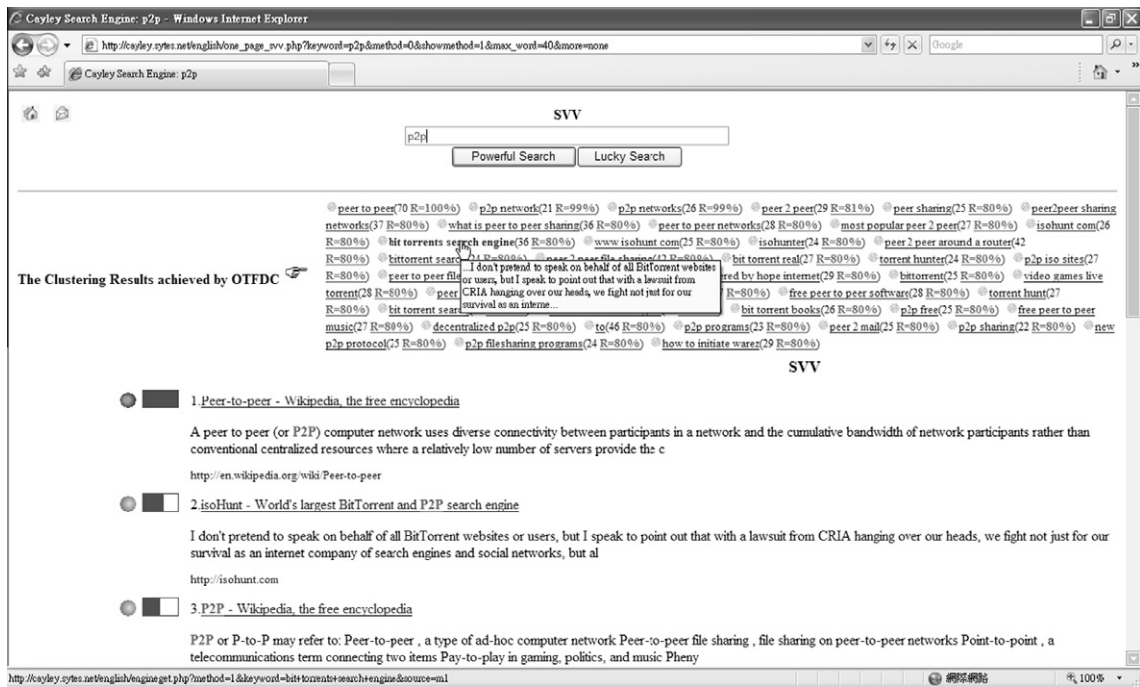 Cayley Search Engine: p2p - Windows Internet Explorer
http://cayley.sytes.net/english/one_page_svv.php?keyword=p2p&method=0&showmethod=1&max_word=40&more=none
Google
Cayley Search Engine: p2p
SVV
p2p
Powerful Search Lucky Search
The Clustering Results achieved by OTFDC
peer to peer(70 R=100%) p2p network(21 R=99%) p2p networks(26 R=99%) peer 2 peer(29 R=81%) peer sharing(25 R=80%) peer2peer sharing
networks(37 R=80%) what is peer to peer sharing(36 R=80%) peer to peer networks(28 R=80%) most popular peer 2 peer(27 R=80%) isohunt com(26
R=80%) bit torrents search engine(36 R=80%) www isohunt com(25 R=80%) isohunter(24 R=80%) peer 2 peer around a router(42
R=80%) bittorrent sear R=80%) bit torrent real(27 R=80%) torrent hunter(24 R=80%) p2p iso sites(27
R=80%) peer to peer file red by hope internet(29 R=80%) bittorrent(25 R=80%) video games live
torrent(28 R=80%) peer R=80%) free peer to peer software(28 R=80%) torrent hunt(27
R=80%) bit torrent sear bit torrent books(26 R=80%) p2p free(25 R=80%) free peer to peer
music(27 R=80%) decentralized p2p(25 R=80%) to(46 R=80%) p2p programs(23 R=80%) peer 2 mail(25 R=80%) p2p sharing(22 R=80%) new
p2p protocol(25 R=80%) p2p filesharing programs(24 R=80%) how to initiate warez(29 R=80%)
...I don't pretend to speak on behalf of all BitTorrent websites
or users, but I speak to point out that with a lawsuit from
CRIA hanging over our heads, we fight not just for our
survival as an interne...
SVV
1.Peer-to-peer - Wikipedia, the free encyclopedia
A peer to peer (or P2P) computer network uses diverse connectivity between participants in a network and the cumulative bandwidth of network participants rather than
conventional centralized resources where a relatively low number of servers provide the c
http://en.wikipedia.org/wiki/Peer-to-peer
2.isoHunt - World's largest BitTorrent and P2P search engine
I don't pretend to speak on behalf of all BitTorrent websites or users, but I speak to point out that with a lawsuit from CRIA hanging over our heads, we fight not just for our
survival as an internet company of search engines and social networks, but al
http://isohunt.com
3.P2P - Wikipedia, the free encyclopedia
P2P or P-to-P may refer to: Peer-to-peer , a type of ad-hoc computer network Peer-to-peer file sharing , file sharing on peer-to-peer networks Point-to-point , a
telecommunications term connecting two items Pay-to-play in gaming, politics, and music Pheny
http://cayley.sytes.net/english/engineget.php?method=1&keyword=bit+torrents+search+engine&source=m1
網際網路
100%